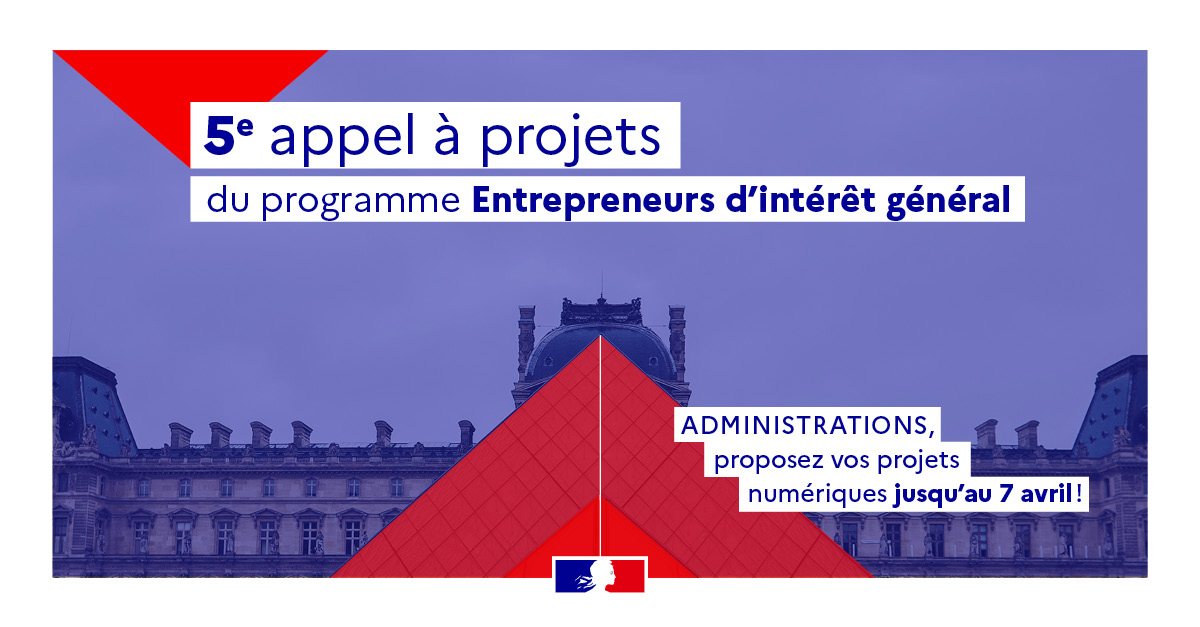 5e appel à projets
du programme Entrepreneurs d’intérêt général
ADMINISTRATIONS,
proposez vos projets
numériques jusqu’au 7 avril !